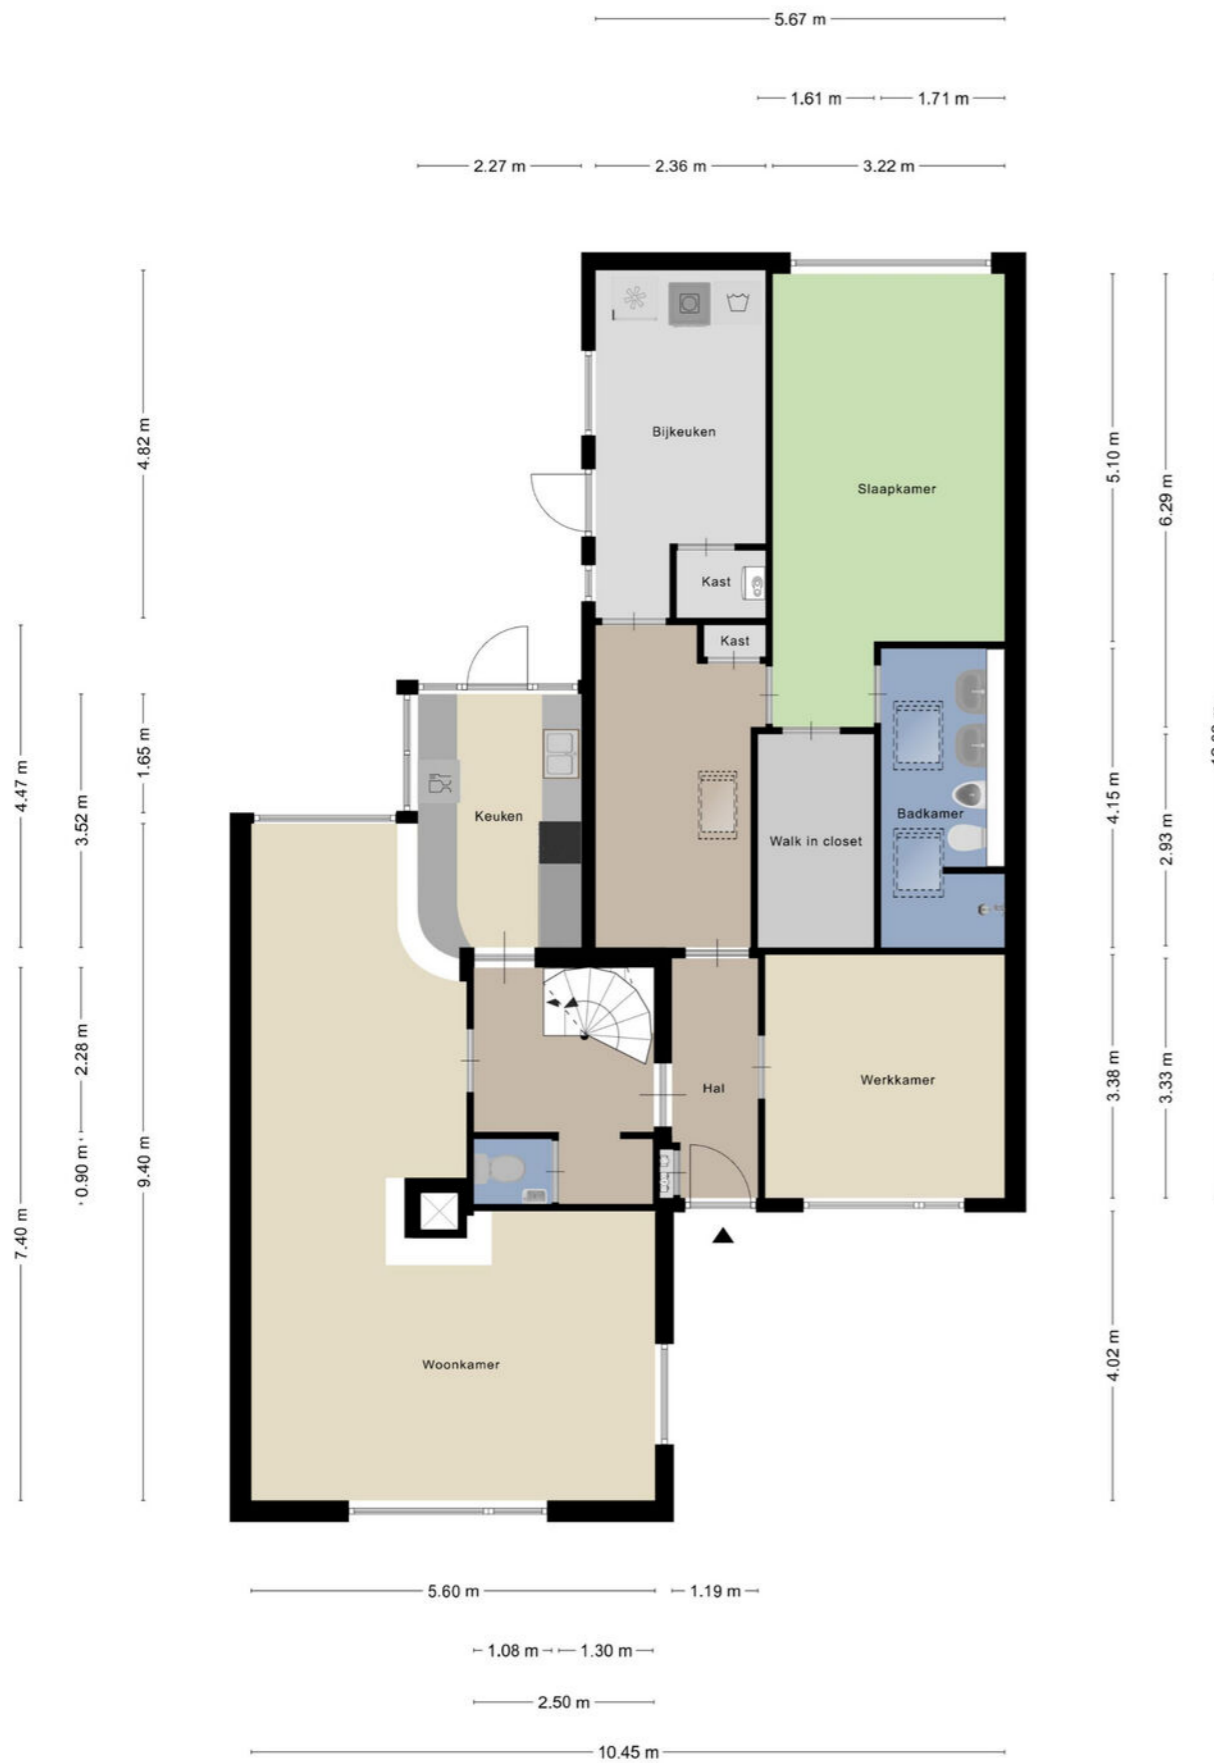 5.67 m
1.61 m
1.71 m
2.27 m
2.36 m
3.22 m
4.82 m
Bijkeuken
Slaapkamer
5.10 m
6.29 m
Kast
Kast
4.47 m
3.52 m
1.65 m
Keuken
Walk in closet
Badkamer
4.15 m
2.93 m
2.28 m
0.90 m
9.40 m
7.40 m
Hal
Werkkamer
3.38 m
3.33 m
Woonkamer
4.02 m
5.60 m
1.19 m
1.08 m
1.30 m
2.50 m
10.45 m